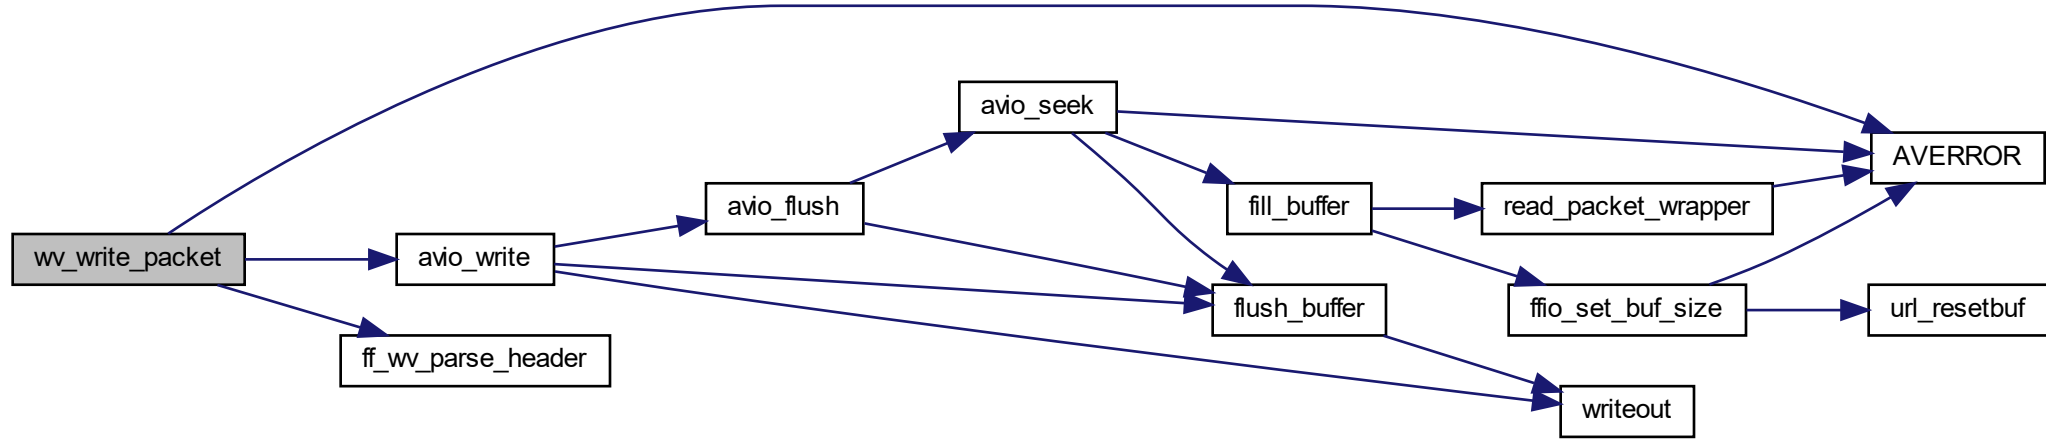 wv_write_packet
avio_write
ff_wv_parse_header
avio_flush
avio_seek
fill_buffer
flush_buffer
read_packet_wrapper
ffio_set_buf_size
writeout
AVERROR
url_resetbuf